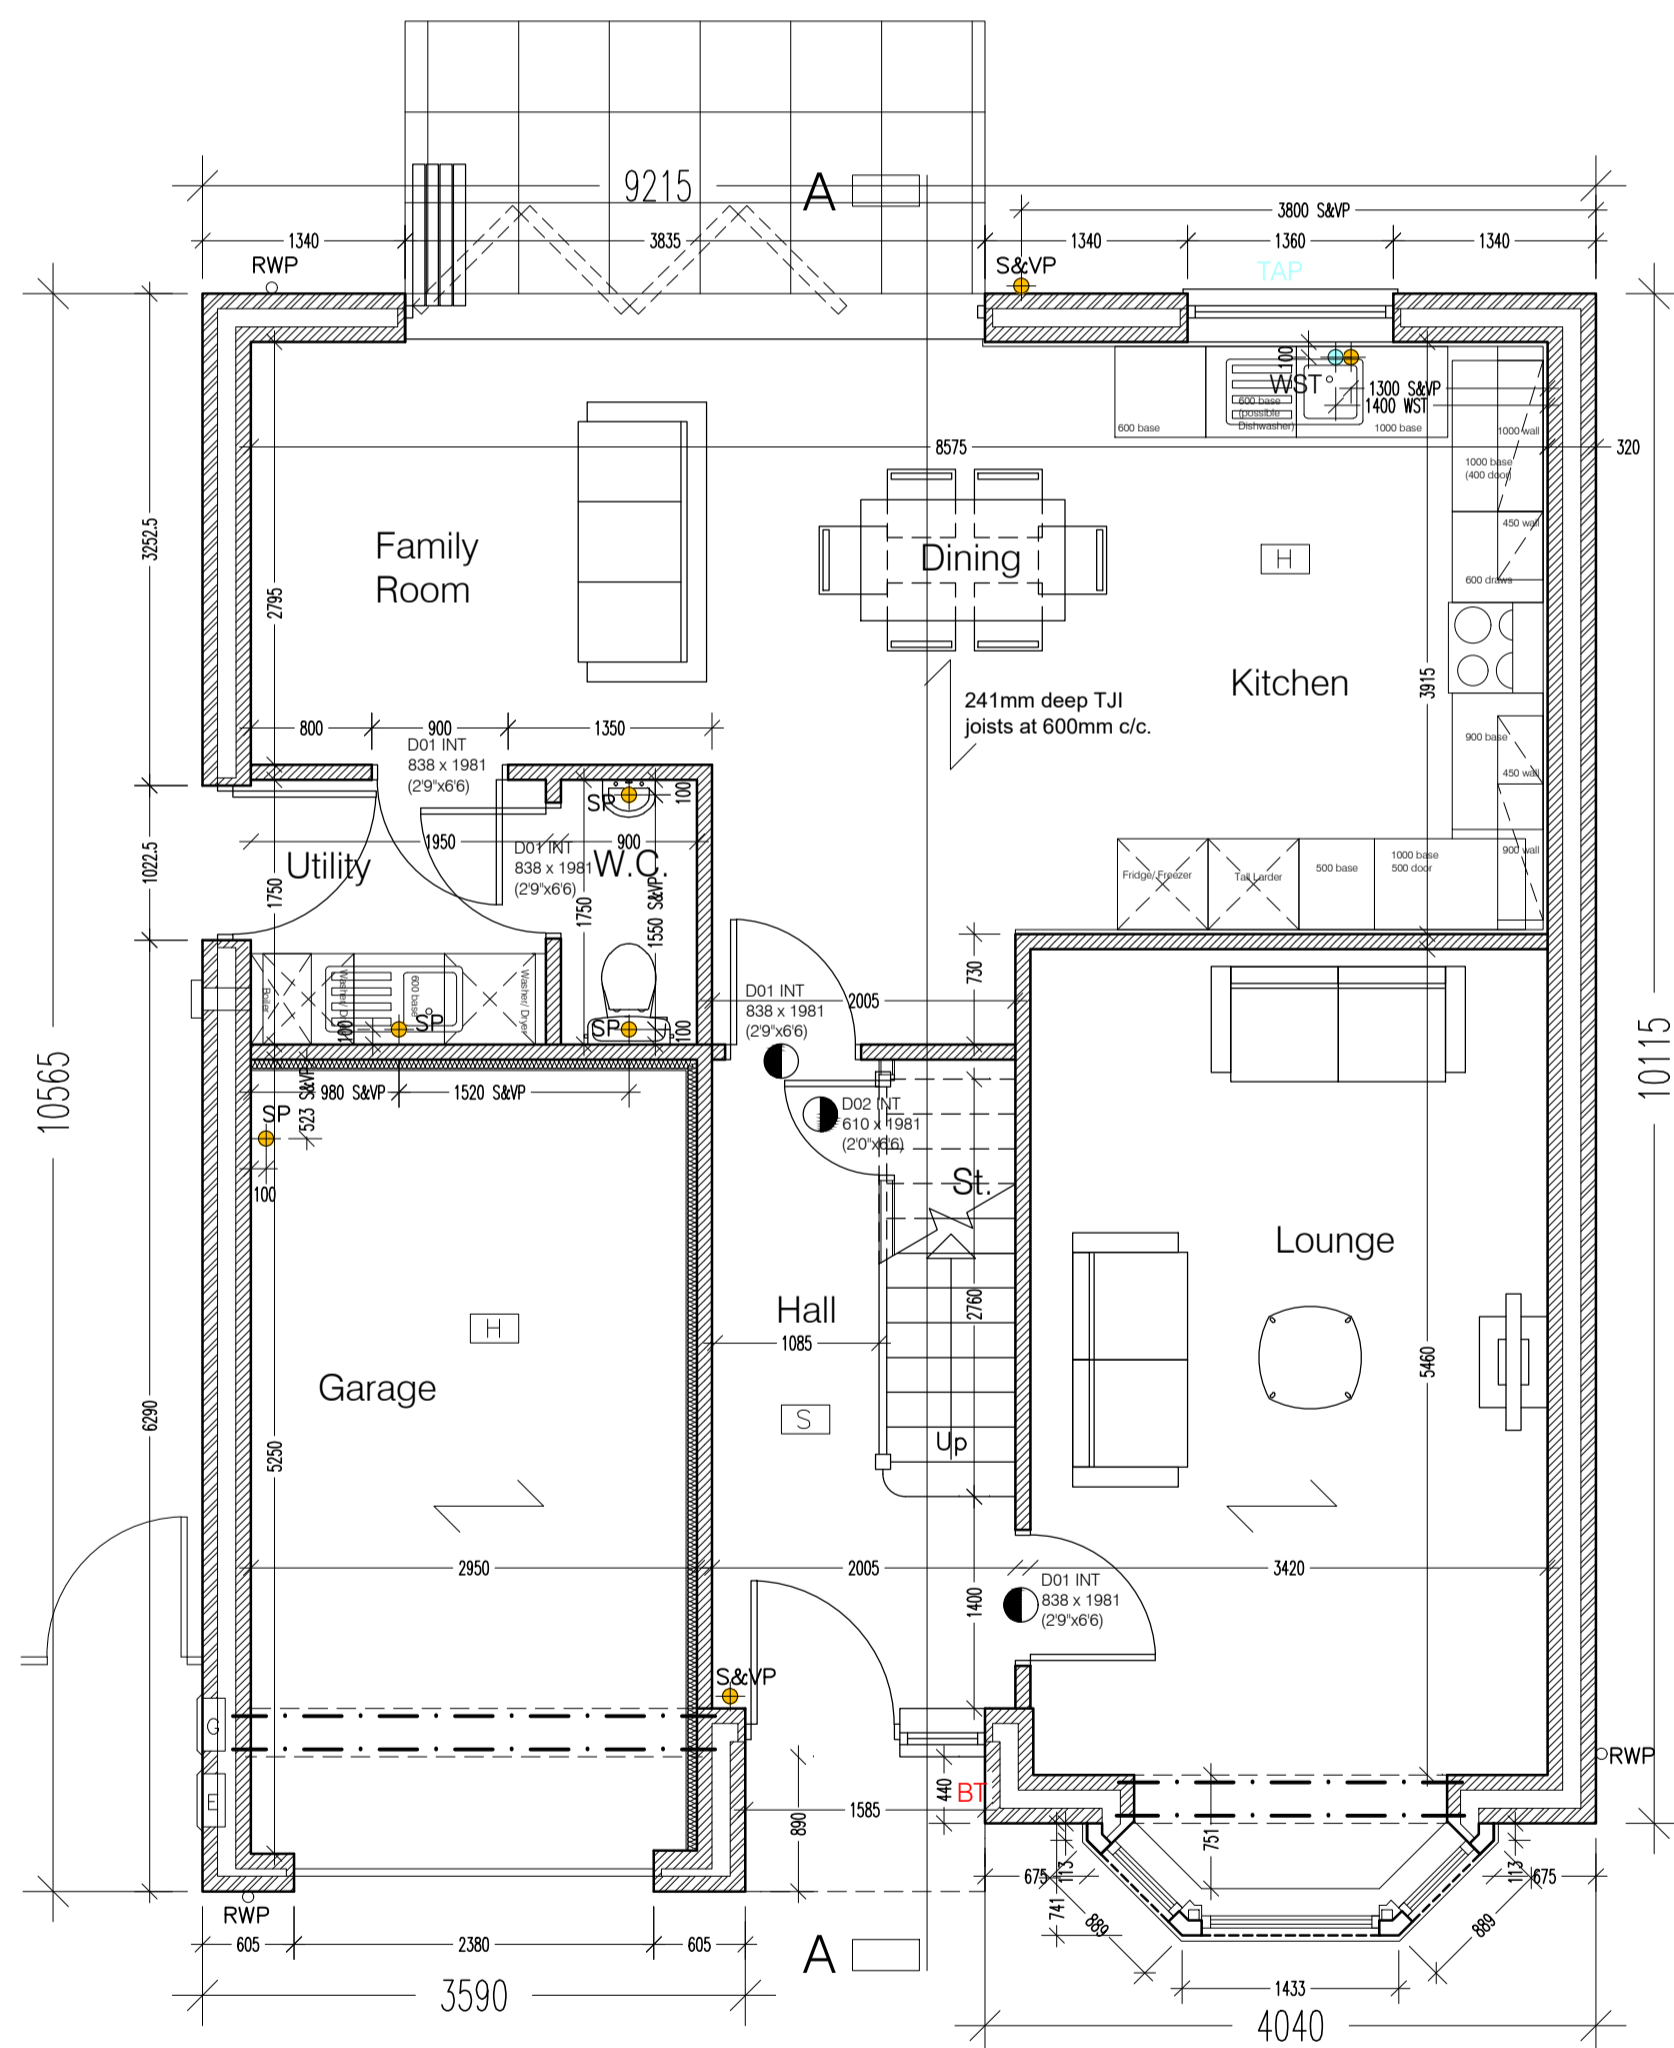 9215
A
3800 S&VP
1340
3835
1340
1360
1340
RWP
S&VP
TAP
100
WST
1300 S&VP
1400 WST
600 base
600 base
(possible
Dishwasher)
1000 base
1000 wall
8575
320
1000 base
(400 door)
450 wall
600 draws
3252.5
Family
Room
Dining
H
2795
Kitchen
3915
241mm deep TJI
joists at 600mm c/c.
800
900
1350
D01 INT
838 x 1981
(2'9"x6'6)
900 base
450 wall
SP
100
1950
900
D01 INT
838 x 1981
(2'9"x6'6)
Utility
W.C.
1022.5
1750
1750
1550 S&VP
Fridge/ Freezer
Tall Larder
500 base
1000 base
500 door
900 wall
730
Boiler
600 base
Washer/ Dryer
100
SP
SP
100
D01 INT
838 x 1981
(2'9"x6'6)
2005
10565
10115
980 S&VP
1520 S&VP
523 S&VP
SP
100
D02 INT
610 x 1981
(2'0"x6'6)
St.
Lounge
2760
Hall
H
1085
5460
Garage
S
6290
5250
Up
2950
2005
3420
1400
D01 INT
838 x 1981
(2'9"x6'6)
S&VP
G
E
RWP
440
BT
1585
890
751
675
113
113
675
741
889
889
RWP
605
2380
605
A
3590
1433
4040